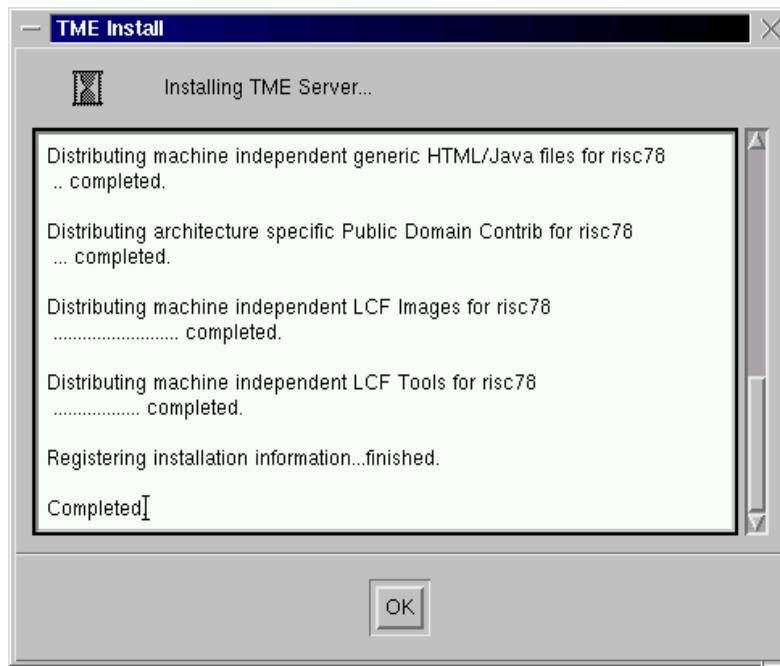 TME Install
Installing TME Server...
Distributing machine independent generic HTML/Java files for risc78
.. completed.
Distributing architecture specific Public Domain Contrib for risc78
... completed.
Distributing machine independent LCF Images for risc78
.......................... completed.
Distributing machine independent LCF Tools for risc78
.................. completed.
Registering installation information...finished.
Completed.
OK